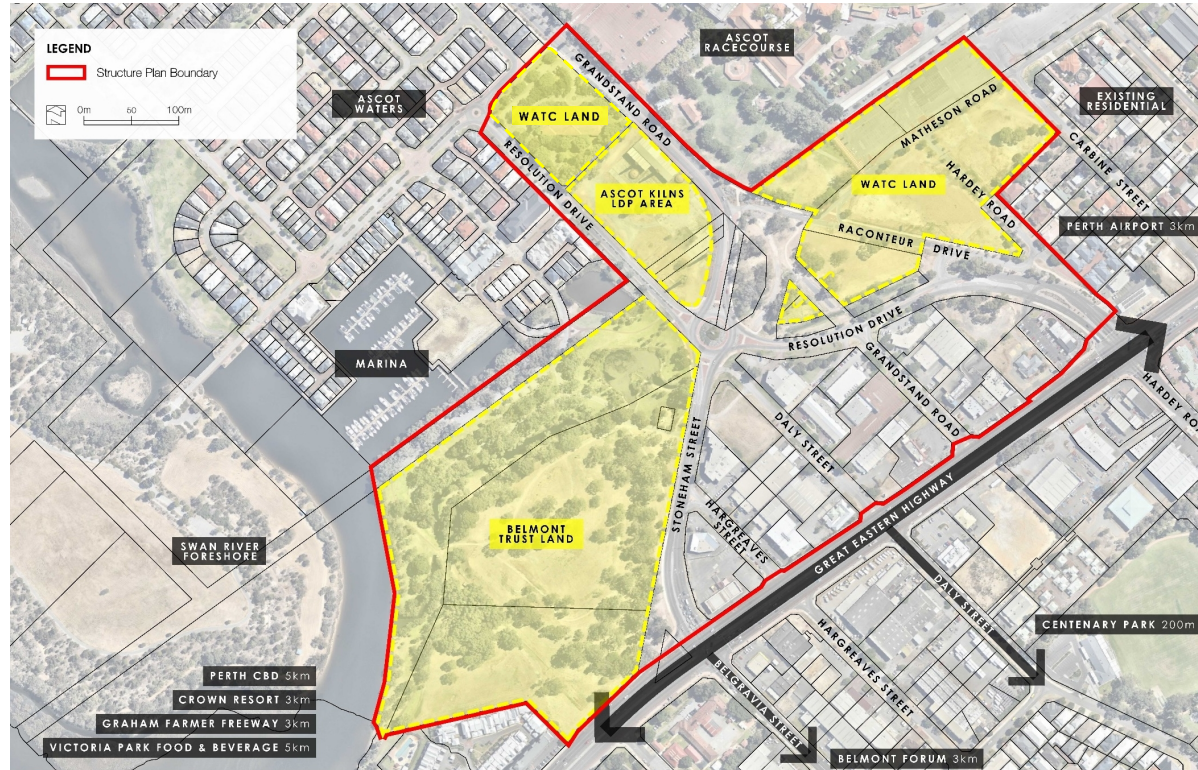 LEGEND
Structure Plan Boundary
0m 50 100m
ASCOT
RACECOURSE
ASCOT
WATERS
GRANDSTAND ROAD
WATC LAND
RESOLUTION DRIVE
ASCOT KILNS
LDP AREA
MATHESON ROAD
EXISTING
RESIDENTIAL
CARBINE STREET
WATC LAND
HARDEY ROAD
RACONTEUR DRIVE
PERTH AIRPORT 3km
RESOLUTION DRIVE
MARINA
GRANDSTAND ROAD
HARDEY RO
DALY STREET
STONEHAM STREET
HARGREAVES
STREET
BELMONT
TRUST LAND
GREAT EASTERN HIGHWAY
SWAN RIVER
FORESHORE
DALY STREET
CENTENARY PARK 200m
HARGREAVES STREET
BELGRAVIA STREET
PERTH CBD 5km
CROWN RESORT 3km
GRAHAM FARMER FREEWAY 3km
VICTORIA PARK FOOD & BEVERAGE 5km
BELMONT FORUM 3km